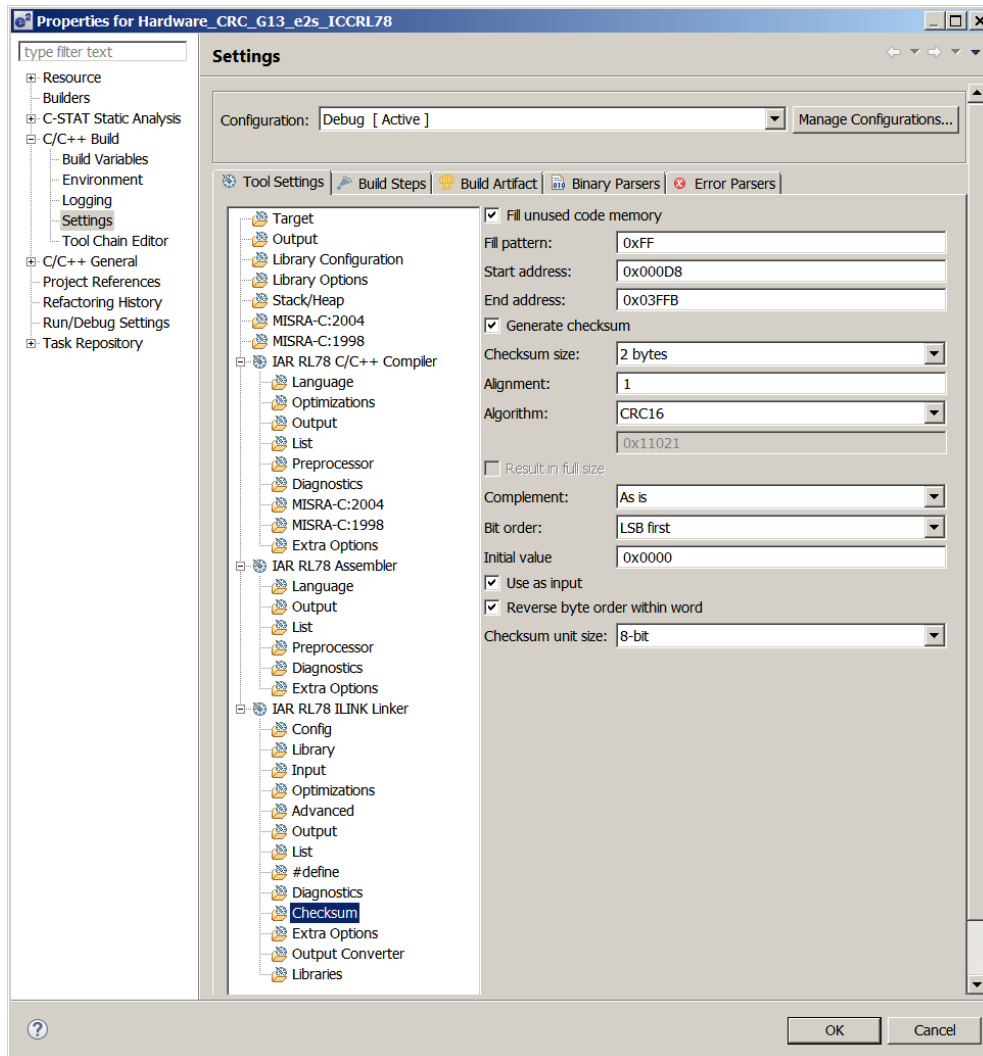 Properties for Hardware_CRC_G13_e2s_ICCRL78
type filter text
Resource
Builders
C-STAT Static Analysis
C/C++ Build
Build Variables
Environment
Logging
Settings
Tool Chain Editor
C/C++ General
Project References
Refactoring History
Run/Debug Settings
Task Repository
Settings
Configuration: Debug [ Active ] Manage Configurations...
Tool Settings Build Steps Build Artifact Binary Parsers Error Parsers
Target
Output
Library Configuration
Library Options
Stack/Heap
MISRA-C:2004
MISRA-C:1998
IAR RL78 C/C++ Compiler
Language
Optimizations
Output
List
Preprocessor
Diagnostics
MISRA-C:2004
MISRA-C:1998
Extra Options
IAR RL78 Assembler
Language
Output
List
Preprocessor
Diagnostics
Extra Options
IAR RL78 ILINK Linker
Config
Library
Input
Optimizations
Advanced
Output
List
#define
Diagnostics
Checksum
Extra Options
Output Converter
Libraries
Fill unused code memory
Fill pattern: 0xFF
Start address: 0x000D8
End address: 0x03FFB
Generate checksum
Checksum size: 2 bytes
Alignment: 1
Algorithm: CRC16
0x11021
Result in full size
Complement: As is
Bit order: LSB first
Initial value 0x0000
Use as input
Reverse byte order within word
Checksum unit size: 8-bit
OK Cancel